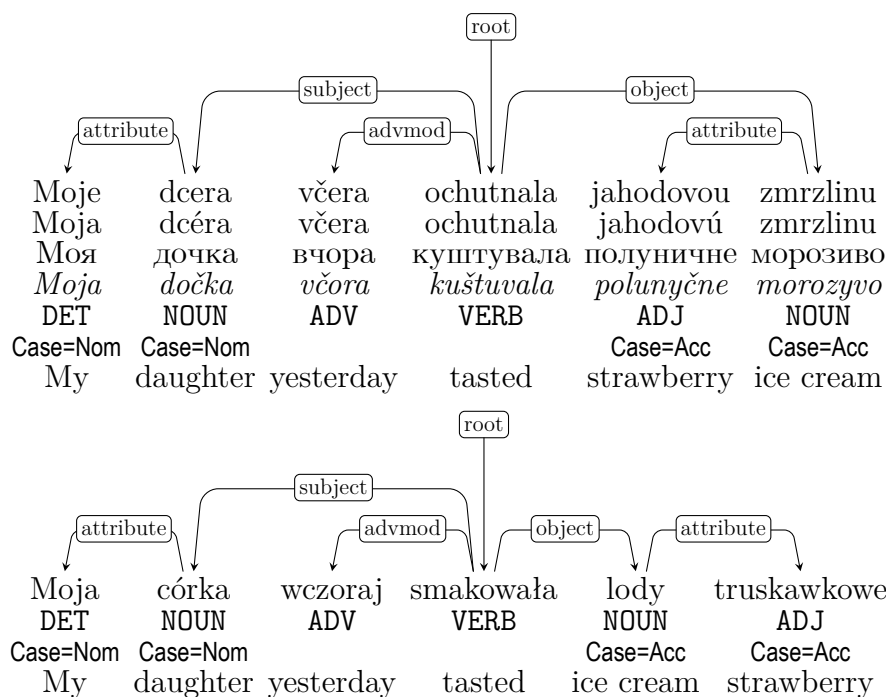 root
subject object
attribute advmod attribute
Moje dcera včera ochutnala jahodovou zmrzlinu
Moja dcéra včera ochutnala jahodovú zmrzlinu
Моя дочка вчора куштувала полуничне морозиво
Moja dočka včora kuštuvala polunyčne morozyvo
DET NOUN ADV VERB ADJ NOUN
Case=Nom Case=Nom Case=Acc Case=Acc
My daughter yesterday tasted strawberry ice cream
root
subject
attribute advmod object attribute
Moja córka wczoraj smakowała lody truskawkowe
DET NOUN ADV VERB NOUN ADJ
Case=Nom Case=Nom Case=Acc Case=Acc
My daughter yesterday tasted ice cream strawberry